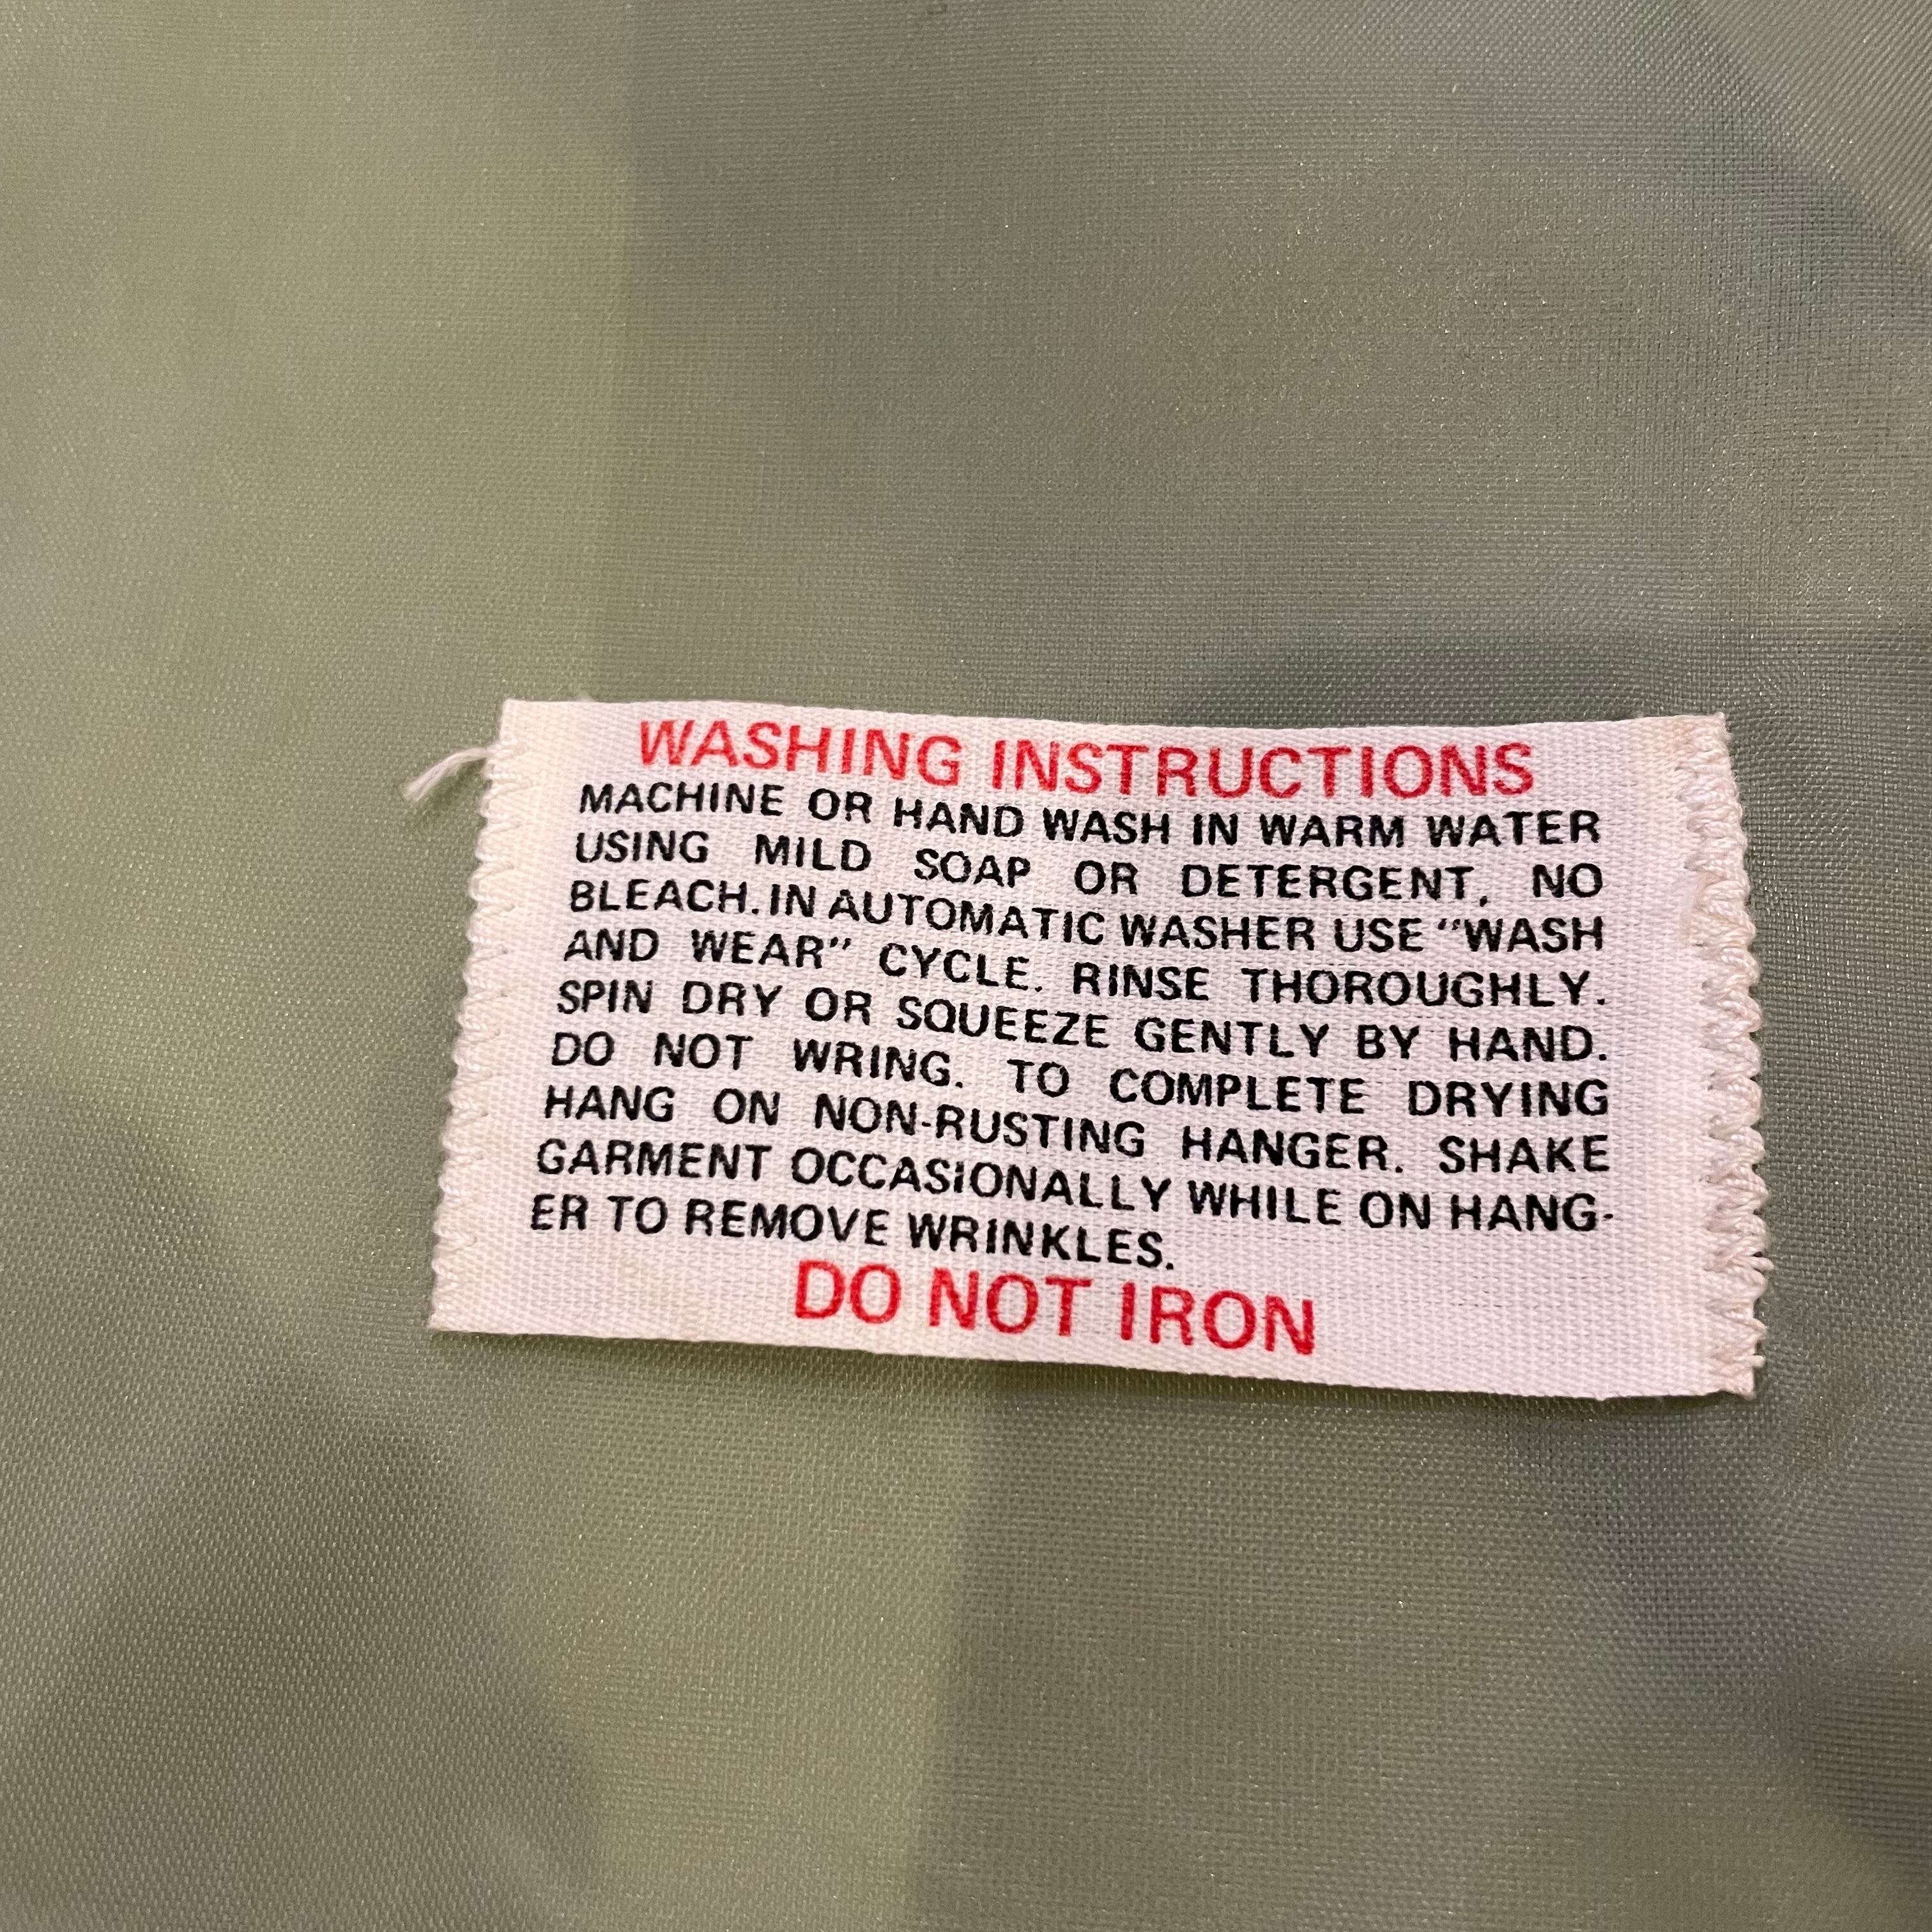 WASHING INSTRUCTIONS
MACHINE OR HAND WASH IN WARM WATER
USING MILD SOAP OR DETERGENT, NO
BLEACH. IN AUTOMATIC WASHER USE "WASH
AND WEAR" CYCLE. RINSE THOROUGHLY.
SPIN DRY OR SQUEEZE GENTLY BY HAND.
DO NOT WRING. TO COMPLETE DRYING
HANG ON NON-RUSTING HANGER. SHAKE
GARMENT OCCASIONALLY WHILE ON HANG-
ER TO REMOVE WRINKLES.
DO NOT IRON